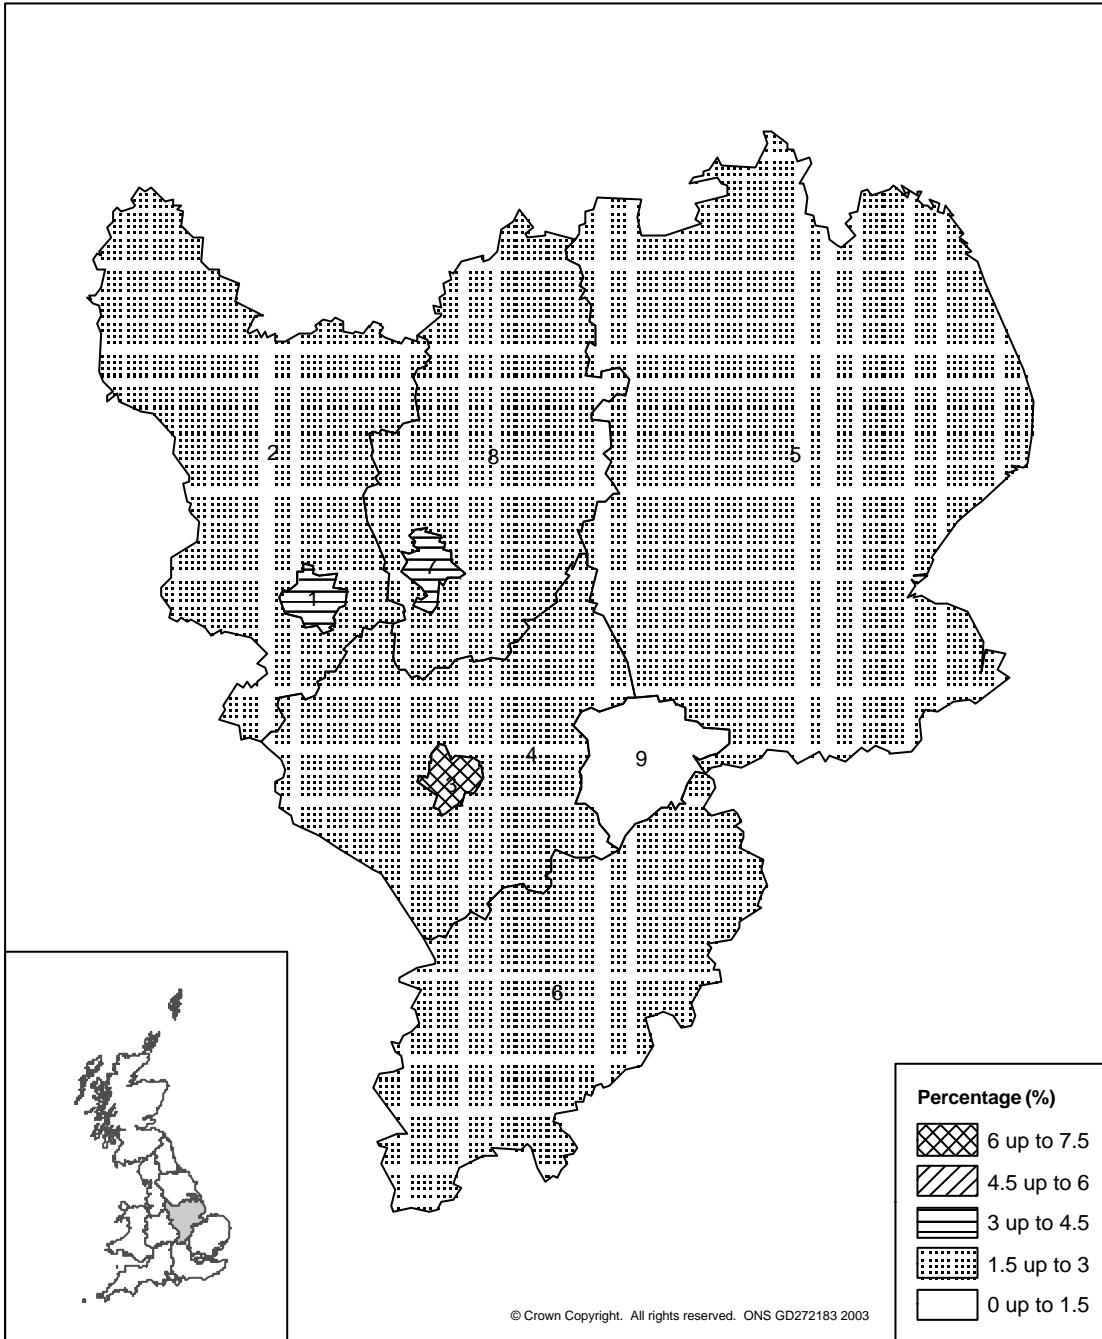 2
8
5
7
1
4
9
3
6
Percentage (%)
6 up to 7.5
4.5 up to 6
3 up to 4.5
1.5 up to 3
0 up to 1.5
© Crown Copyright. All rights reserved. ONS GD272183 2003